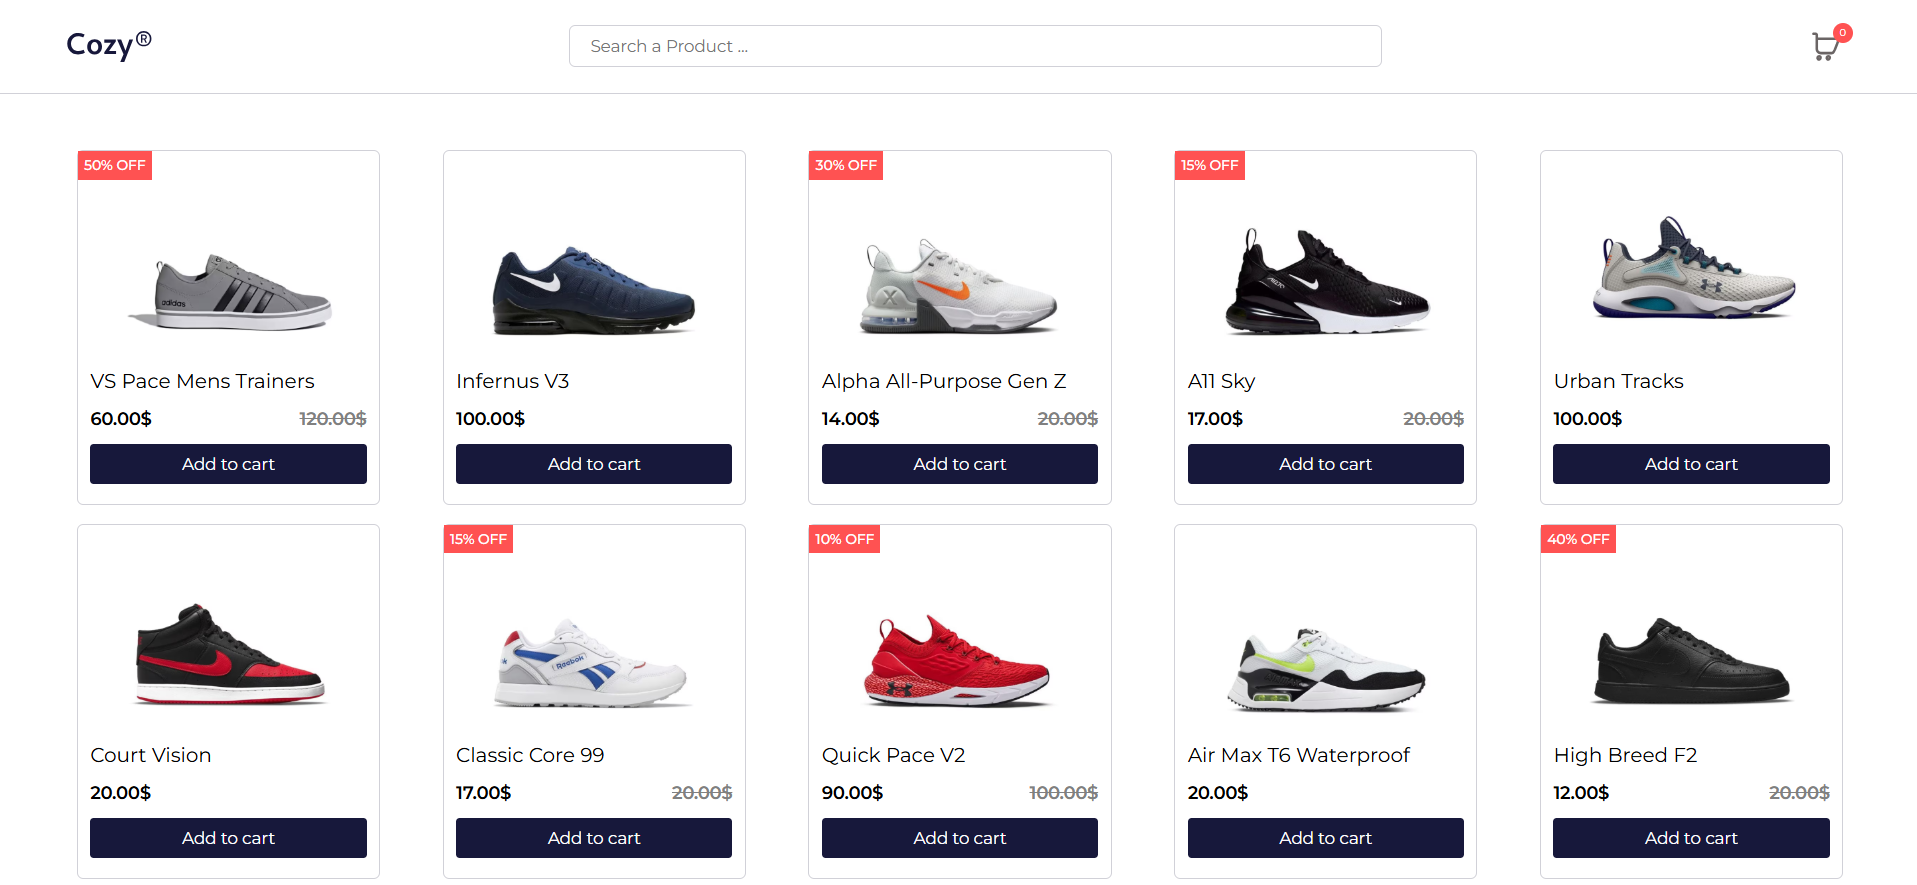 Cozy®
Search a Product ...
0
50% OFF
adidas
VS Pace Mens Trainers
60.00$ 120.00$
Add to cart
Infernus V3
100.00$
Add to cart
30% OFF
Alpha All-Purpose Gen Z
14.00$ 20.00$
Add to cart
15% OFF
A11 Sky
17.00$ 20.00$
Add to cart
Urban Tracks
100.00$
Add to cart
Court Vision
20.00$
Add to cart
15% OFF
Reebok
Classic Core 99
17.00$ 20.00$
Add to cart
10% OFF
Quick Pace V2
90.00$ 100.00$
Add to cart
Air Max T6 Waterproof
20.00$
Add to cart
40% OFF
High Breed F2
12.00$ 20.00$
Add to cart